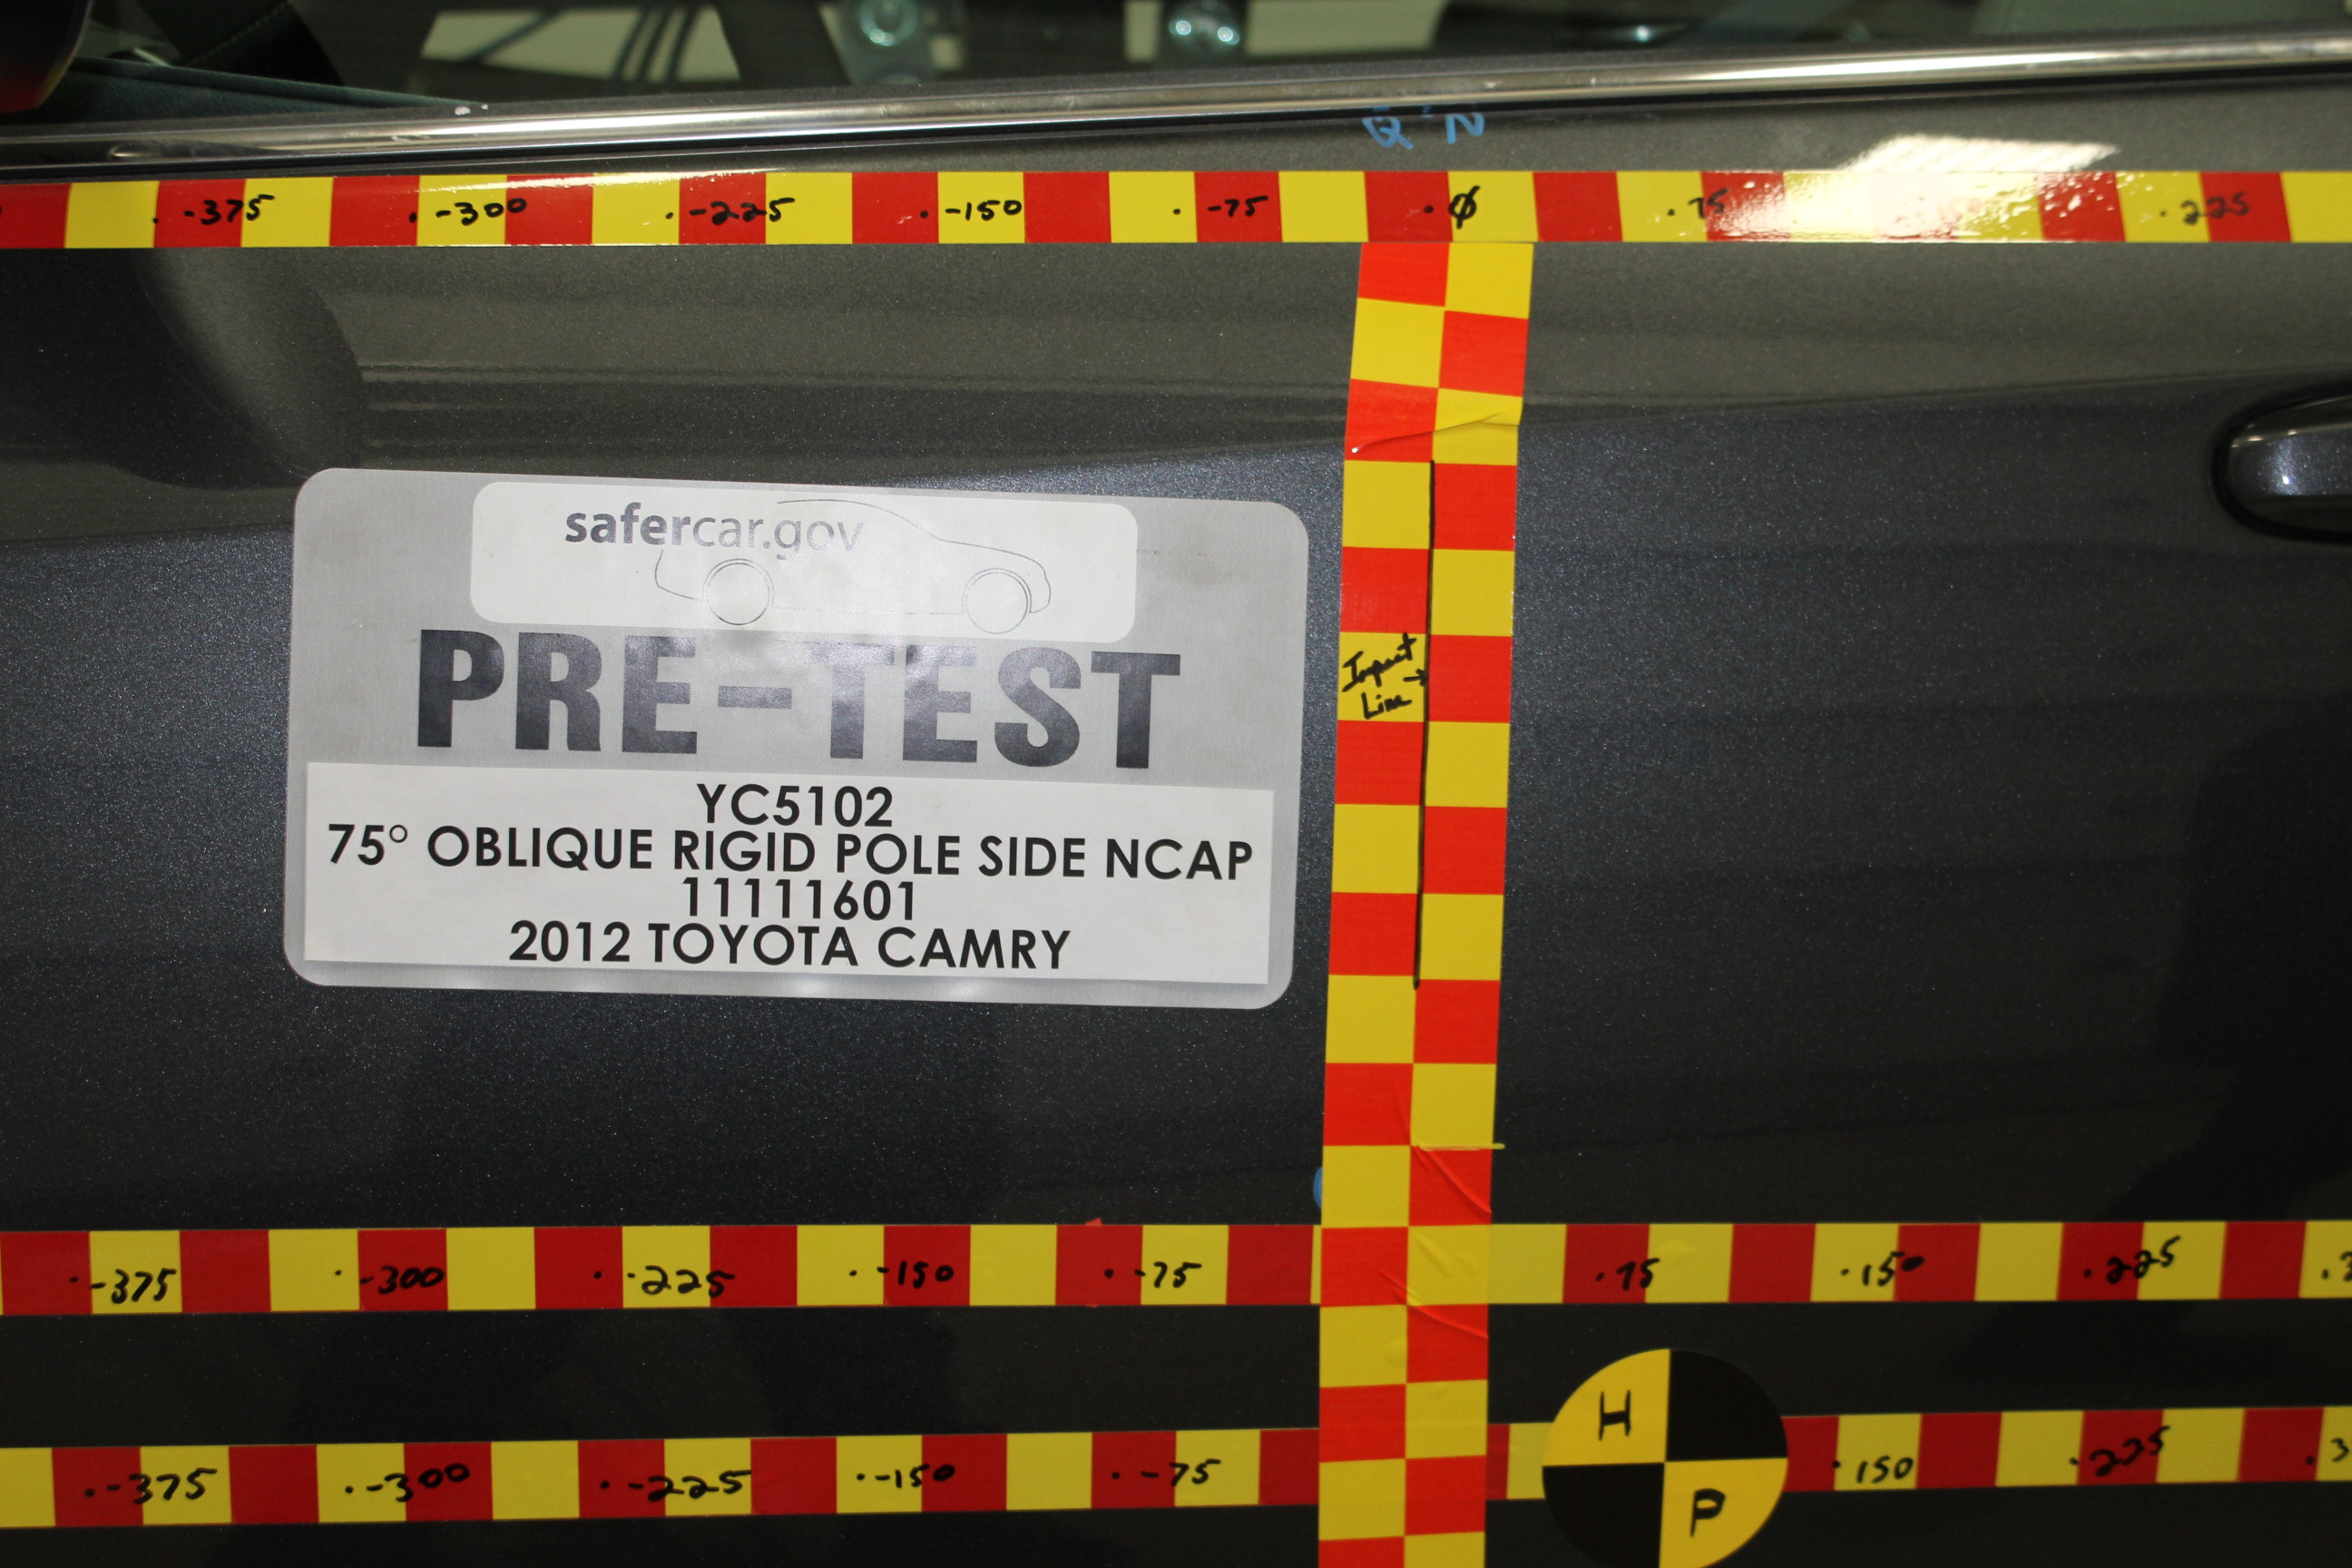 -375 -300 -225 -150 -75 0 75 225
safercar.gov
PRE-TEST
Impact
Line
YC5102
75° OBLIQUE RIGID POLE SIDE NCAP
11111601
2012 TOYOTA CAMRY
-375 -300 -225 -150 -75 75 150 225
H
-375 -300 -225 -150 -75 150 225
P